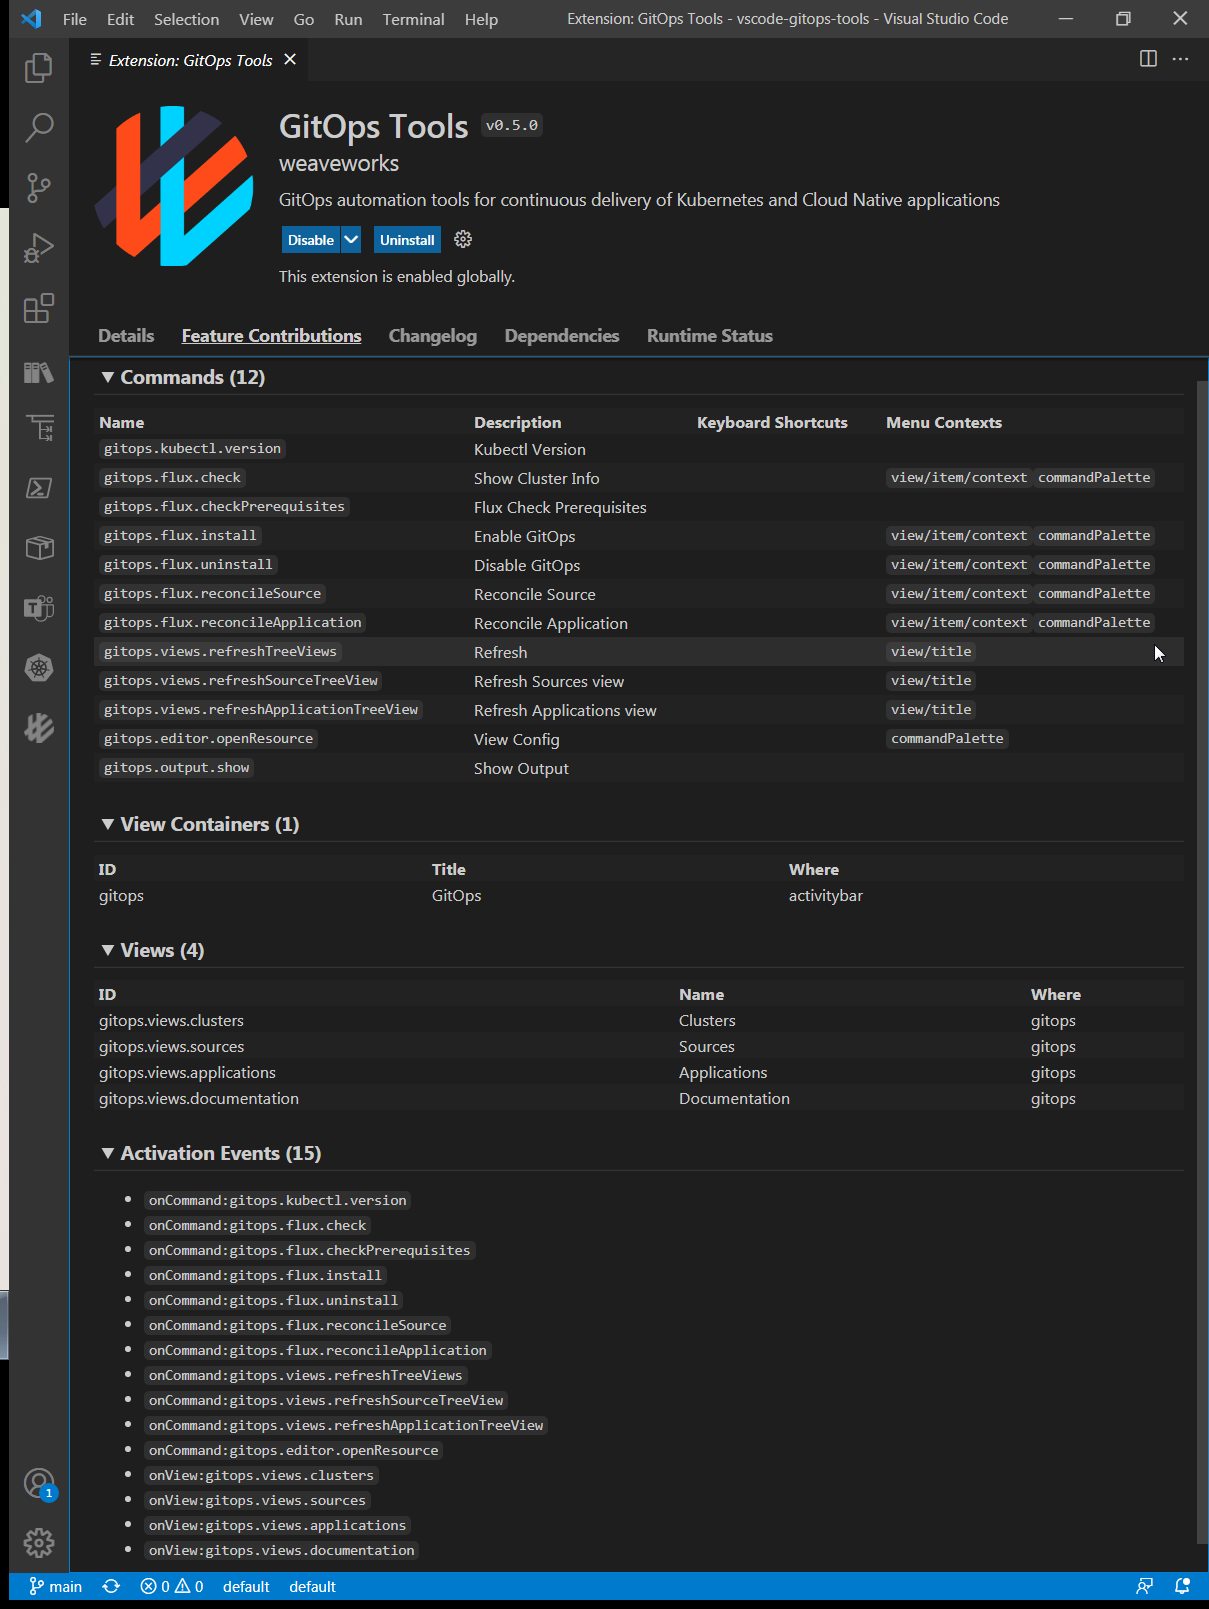 File Edit Selection View Go Run Terminal Help Extension: GitOps Tools - vscode-gitops-tools - Visual Studio Code
Extension: GitOps Tools
GitOps Tools v0.5.0
weaveworks
GitOps automation tools for continuous delivery of Kubernetes and Cloud Native applications
Disable Uninstall
This extension is enabled globally.
Details Feature Contributions Changelog Dependencies Runtime Status
Commands (12)
Name Description Keyboard Shortcuts Menu Contexts
gitops.kubectl.version Kubectl Version
gitops.flux.check Show Cluster Info view/item/context commandPalette
gitops.flux.checkPrerequisites Flux Check Prerequisites
gitops.flux.install Enable GitOps view/item/context commandPalette
gitops.flux.uninstall Disable GitOps view/item/context commandPalette
gitops.flux.reconcileSource Reconcile Source view/item/context commandPalette
gitops.flux.reconcileApplication Reconcile Application view/item/context commandPalette
gitops.views.refreshTreeViews Refresh view/title
gitops.views.refreshSourceTreeView Refresh Sources view view/title
gitops.views.refreshApplicationTreeView Refresh Applications view view/title
gitops.editor.openResource View Config commandPalette
gitops.output.show Show Output
View Containers (1)
ID Title Where
gitops GitOps activitybar
Views (4)
ID Name Where
gitops.views.clusters Clusters gitops
gitops.views.sources Sources gitops
gitops.views.applications Applications gitops
gitops.views.documentation Documentation gitops
Activation Events (15)
onCommand:gitops.kubectl.version
onCommand:gitops.flux.check
onCommand:gitops.flux.checkPrerequisites
onCommand:gitops.flux.install
onCommand:gitops.flux.uninstall
onCommand:gitops.flux.reconcileSource
onCommand:gitops.flux.reconcileApplication
onCommand:gitops.views.refreshTreeViews
onCommand:gitops.views.refreshSourceTreeView
onCommand:gitops.views.refreshApplicationTreeView
onCommand:gitops.editor.openResource
onView:gitops.views.clusters
onView:gitops.views.sources
onView:gitops.views.applications
onView:gitops.views.documentation
1
main 0 0 default default